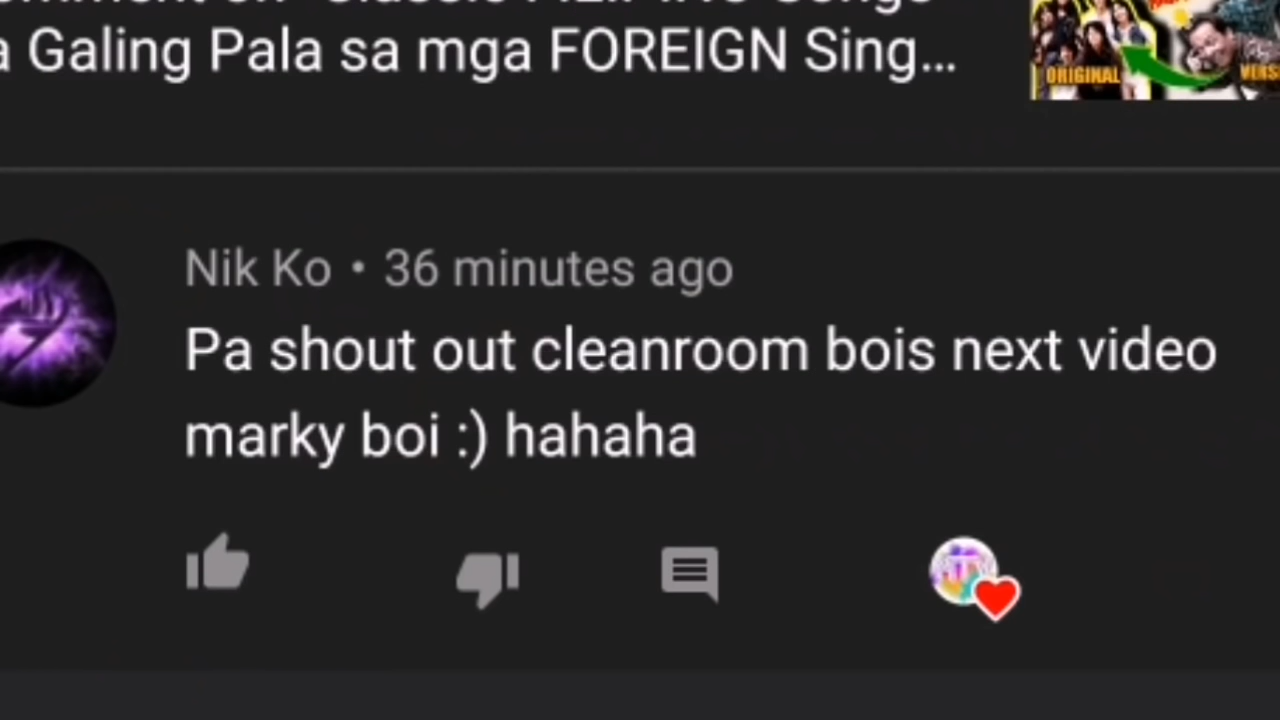 Galing Pala sa mga FOREIGN Sing...
ORIGINAL
Nik Ko • 36 minutes ago
Pa shout out cleanroom bois next video
marky boi :) hahaha